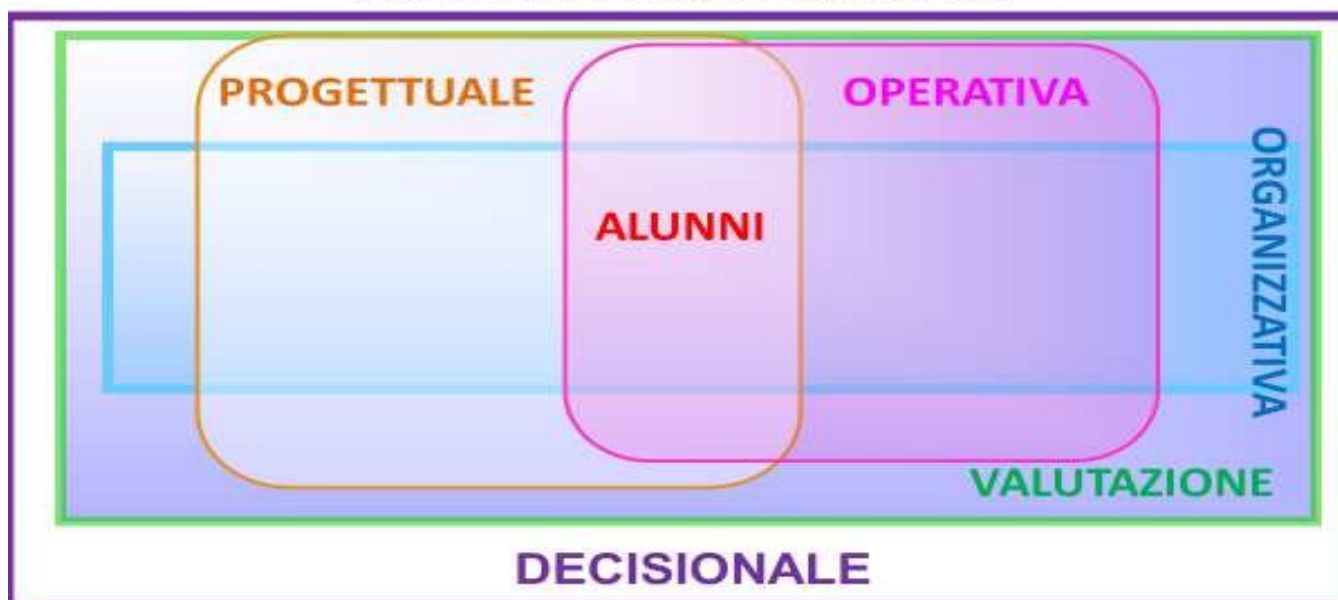 PROGETTUALE
OPERATIVA
ORGANIZZATIVA
ALUNNI
VALUTAZIONE
DECISIONALE